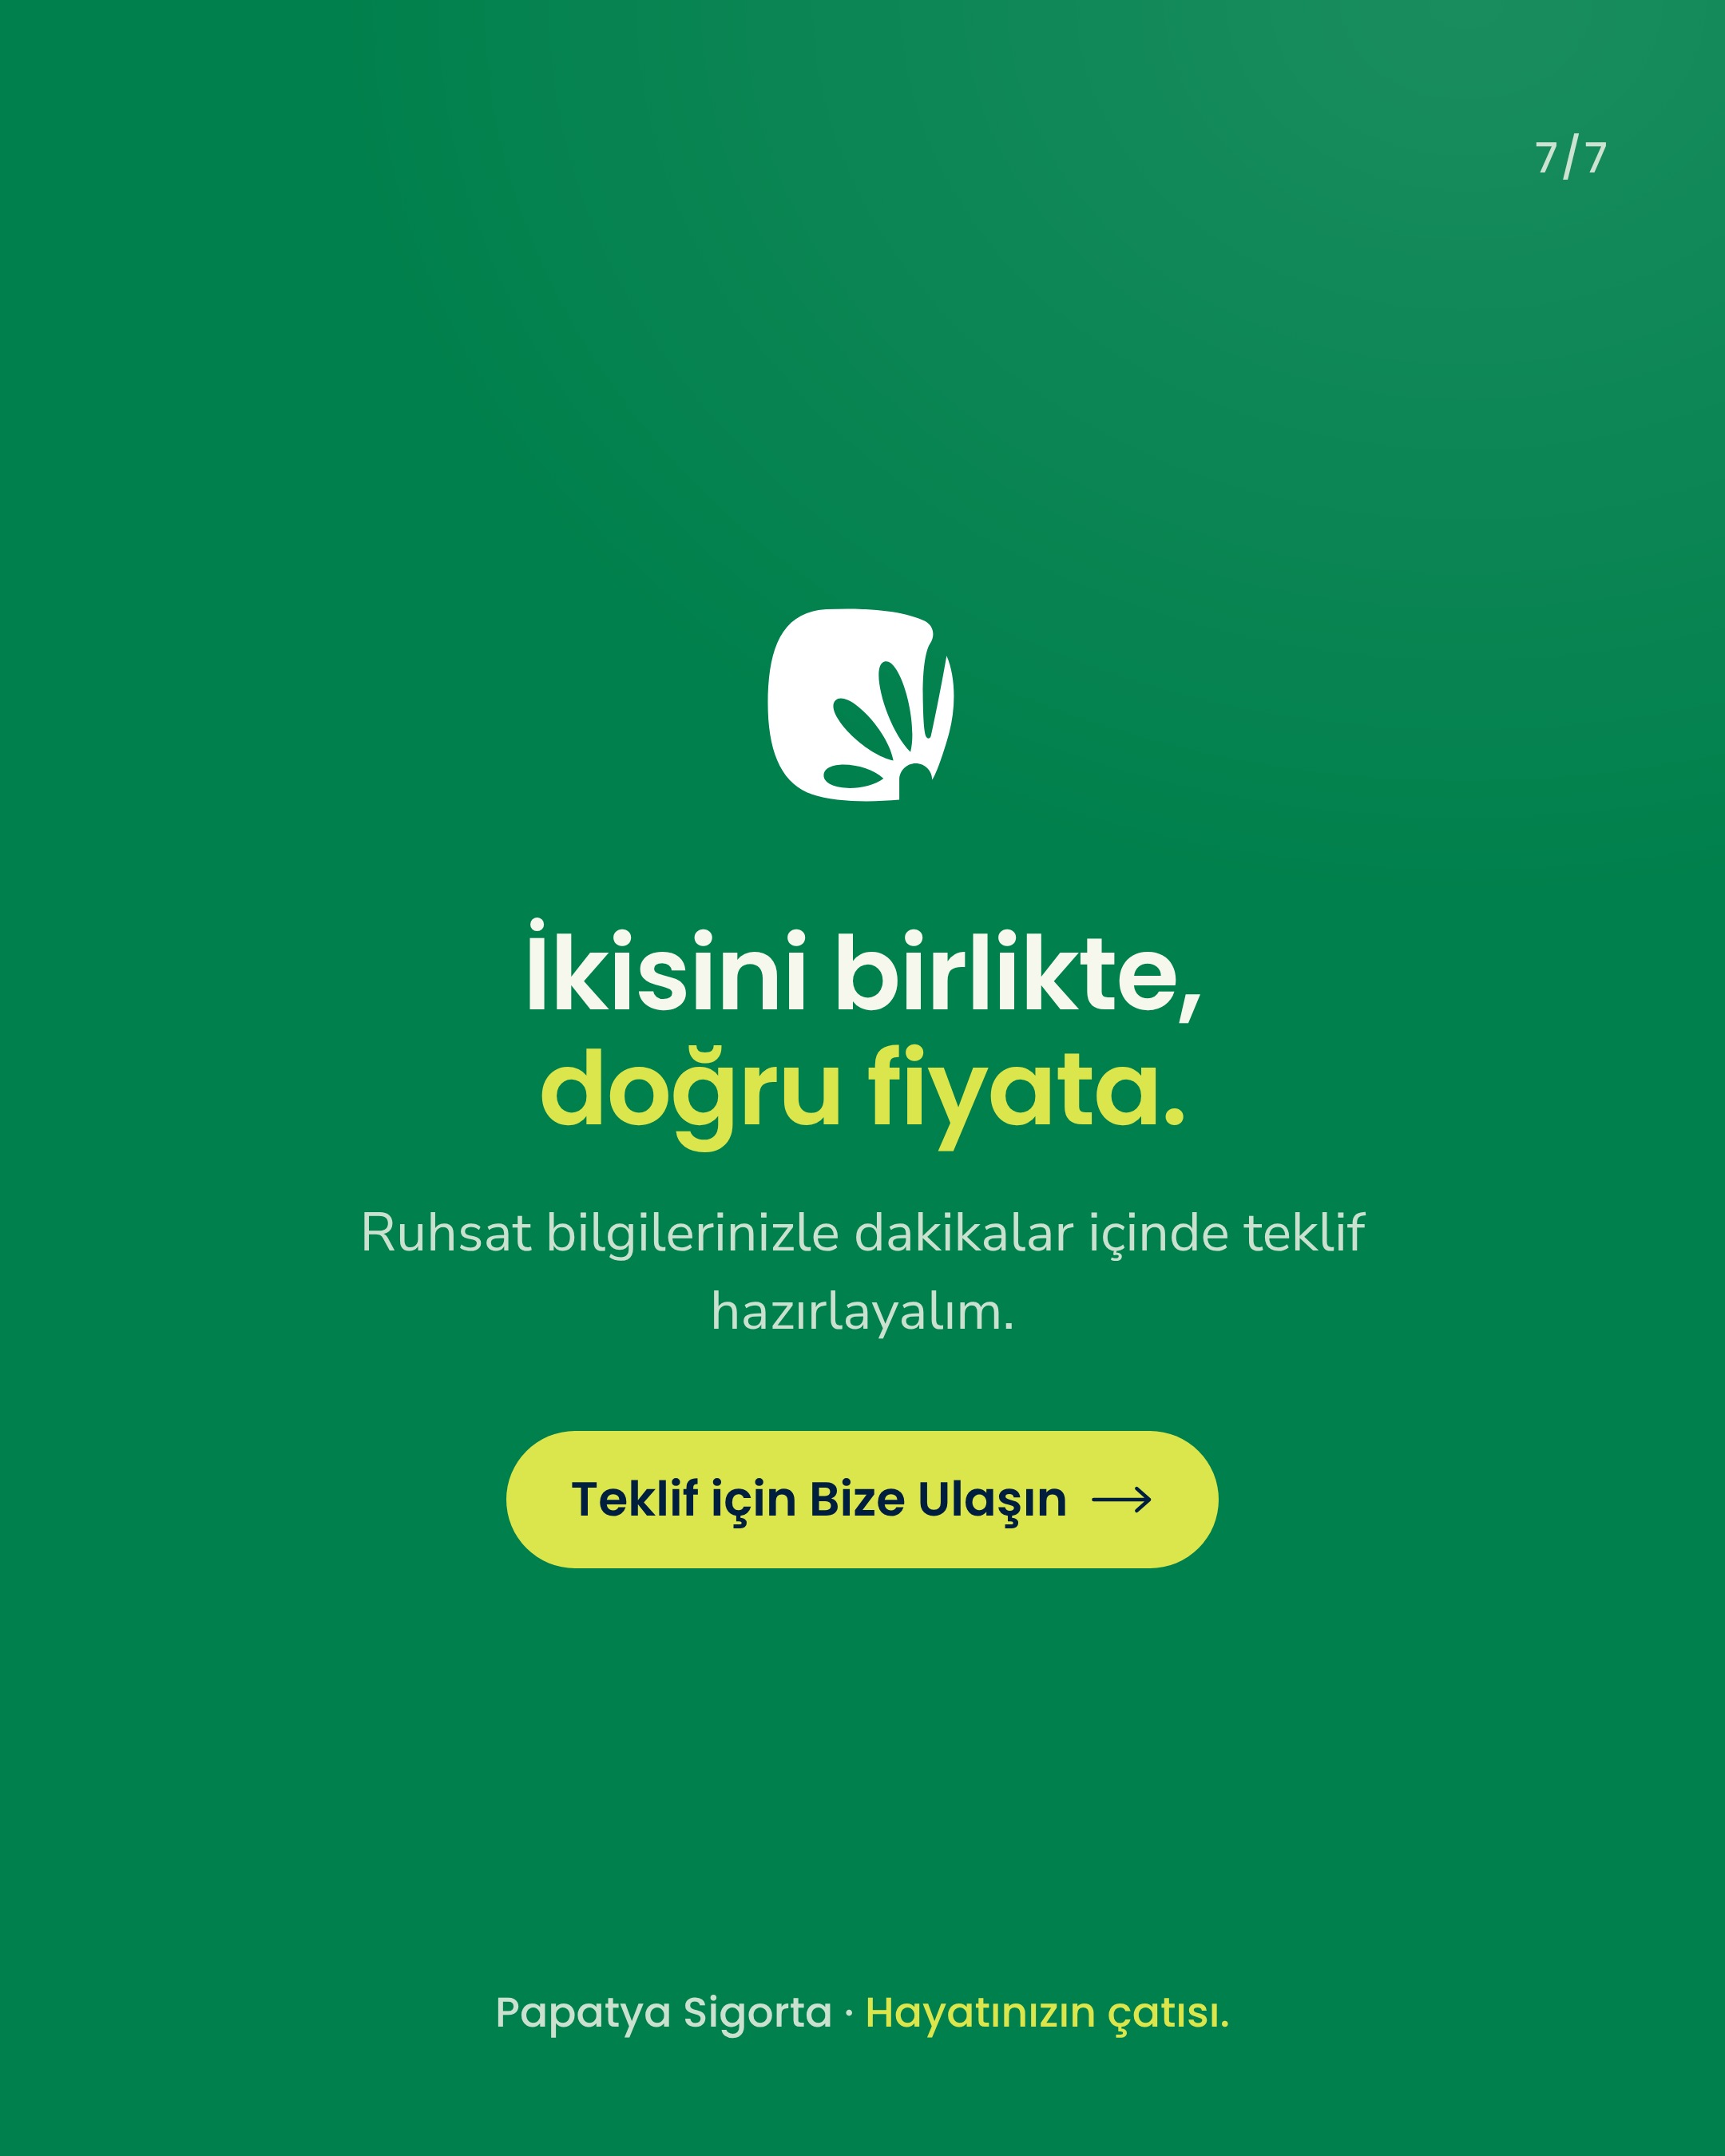 7/7
İkisini birlikte,
doğru fiyata.
Ruhsat bilgilerinizle dakikalar içinde teklif
hazırlayalım.
Teklif için Bize Ulaşın →
Papatya Sigorta · Hayatınızın çatısı.